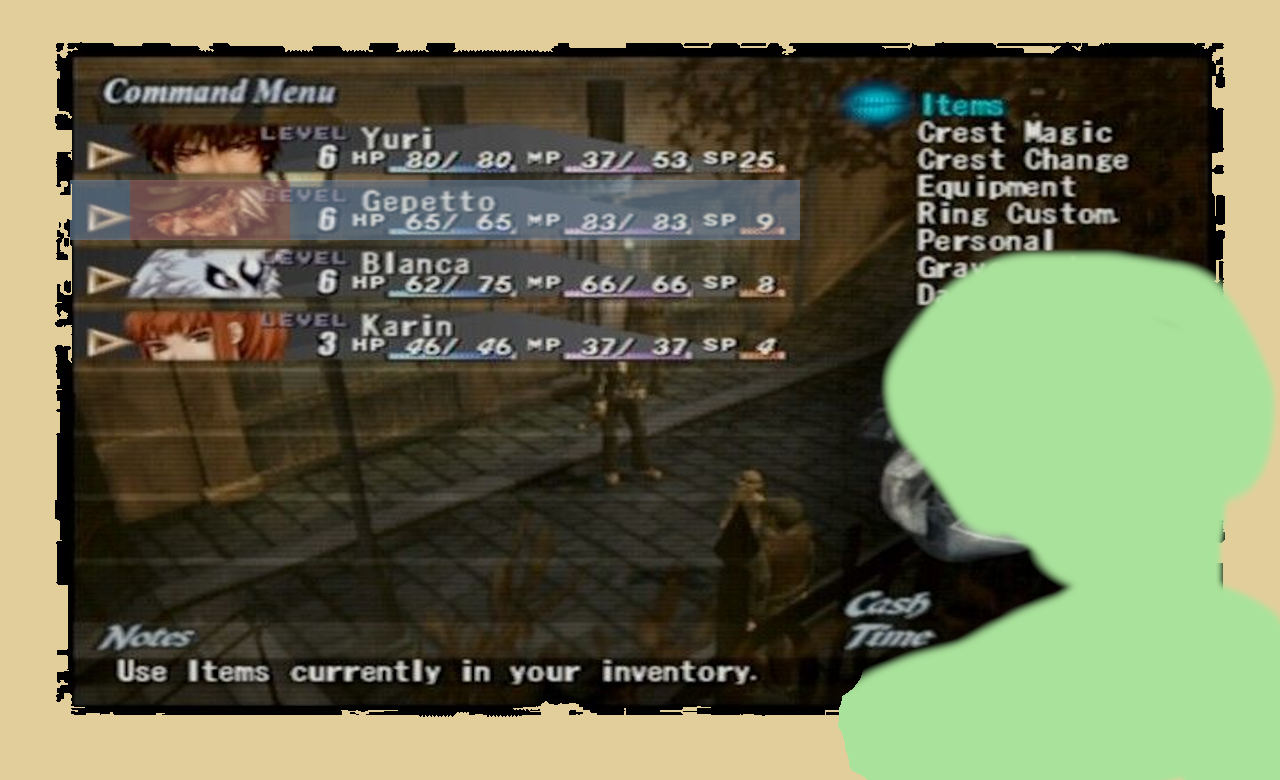 Command Menu
LEVEL Yuri
6 HP 80/ 80 MP 37/ 53 SP 25
LEVEL Gepetto
6 HP 65/ 65 MP 83/ 83 SP 9
LEVEL Blanca
6 HP 62/ 75 MP 66/ 66 SP 8
LEVEL Karin
3 HP 46/ 46 MP 37/ 37 SP 4
Items
Crest Magic
Crest Change
Equipment
Ring Custom
Personal
Cash
Time
Notes
Use Items currently in your inventory.